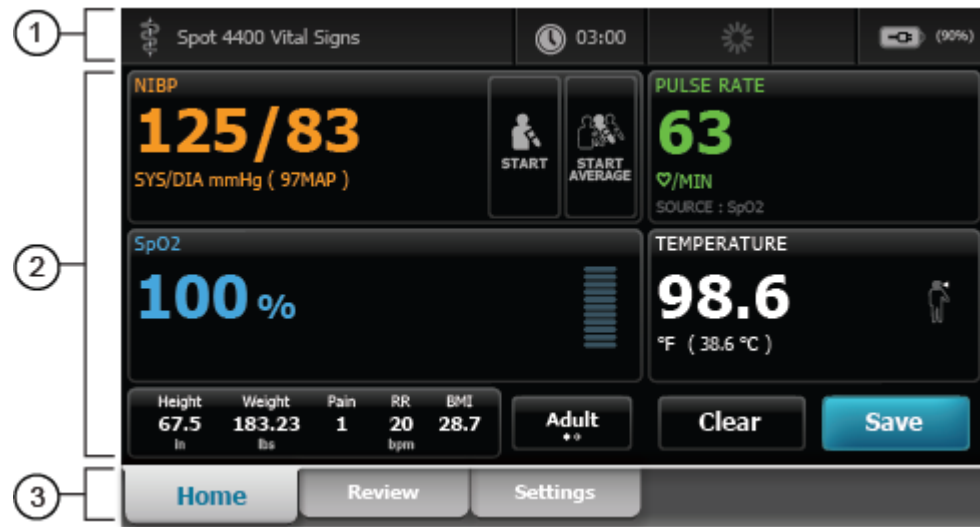 1
Spot 4400 Vital Signs
03:00
(90%)
2
NIBP
125/83
SYS/DIA mmHg ( 97MAP )
START
START
AVERAGE
PULSE RATE
63
♡/MIN
SOURCE : SpO2
SpO2
100 %
TEMPERATURE
98.6
°F ( 38.6 °C )
Height Weight Pain RR BMI
67.5 183.23 1 20 28.7
in lbs bpm
Adult
Clear
Save
3
Home Review Settings